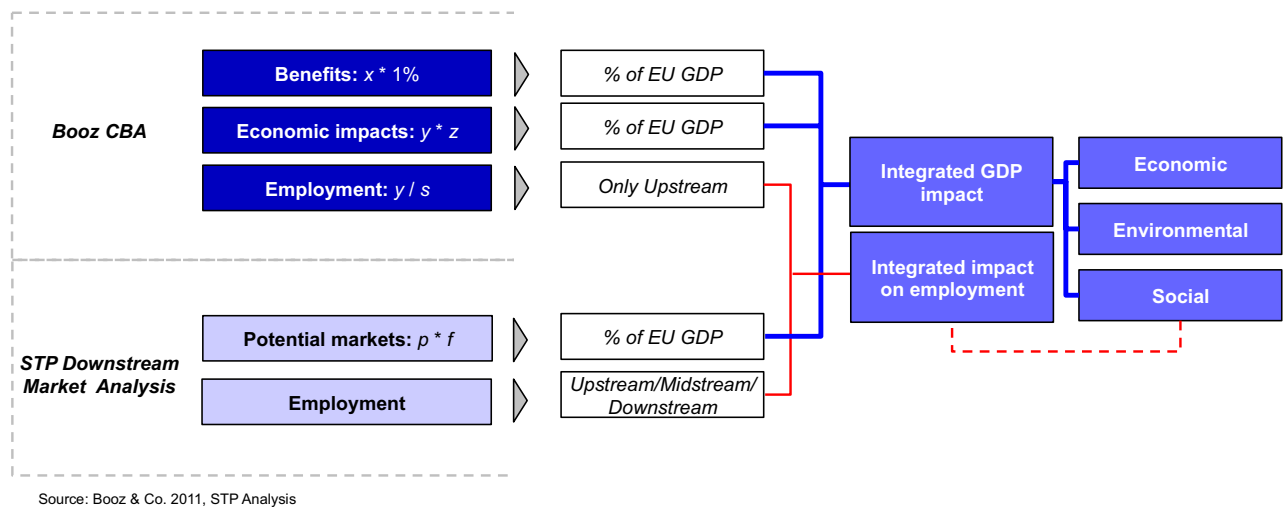 Booz CBA
Benefits: x * 1%
% of EU GDP
Economic impacts: y * z
% of EU GDP
Employment: y / s
Only Upstream
STP Downstream
Market Analysis
Potential markets: p * f
% of EU GDP
Employment
Upstream/Midstream/
Downstream
Integrated GDP
impact
Integrated impact
on employment
Economic
Environmental
Social
Source: Booz & Co. 2011, STP Analysis